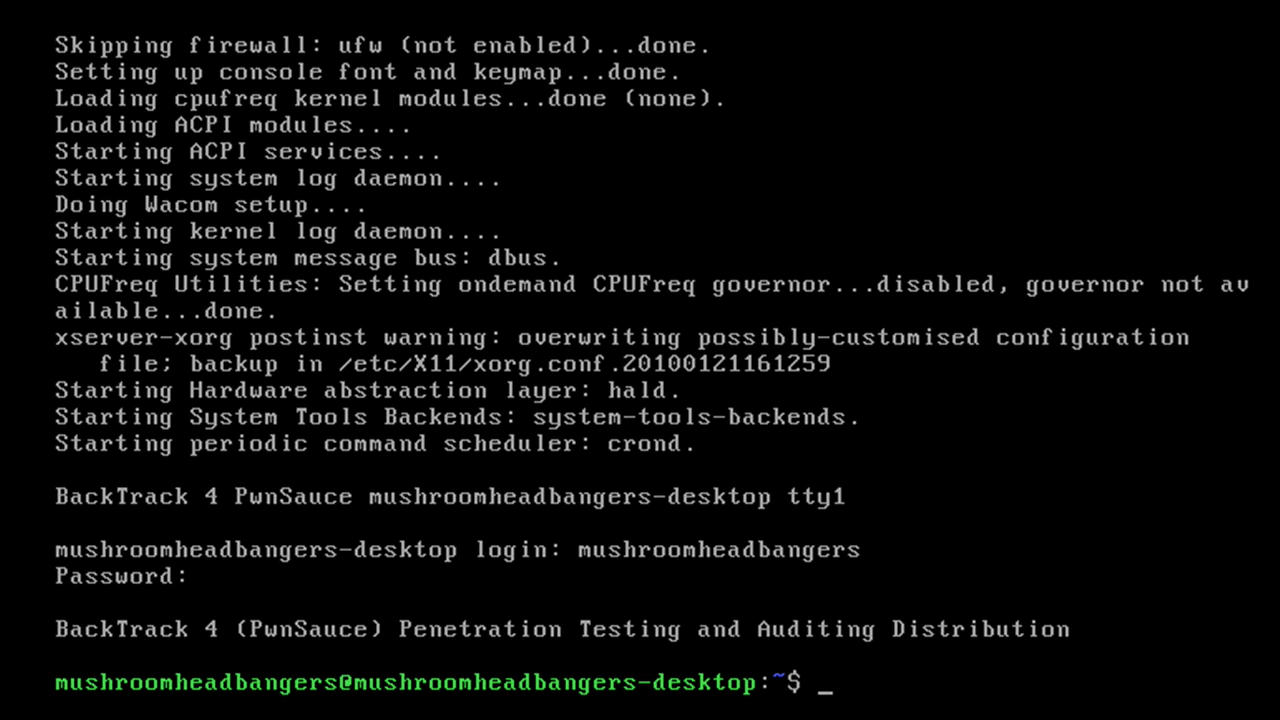 Skipping firewall: ufw (not enabled)...done.
Setting up console font and keymap...done.
Loading cpufreq kernel modules...done (none).
Loading ACPI modules....
Starting ACPI services....
Starting system log daemon....
Doing Wacom setup....
Starting kernel log daemon....
Starting system message bus: dbus.
CPUFreq Utilities: Setting ondemand CPUFreq governor...disabled, governor not av
ailable...done.
xserver-xorg postinst warning: overwriting possibly-customised configuration
   file; backup in /etc/X11/xorg.conf.20100121161259
Starting Hardware abstraction layer: hald.
Starting System Tools Backends: system-tools-backends.
Starting periodic command scheduler: crond.
BackTrack 4 PwnSauce mushroomheadbangers-desktop tty1
mushroomheadbangers-desktop login: mushroomheadbangers
Password:
BackTrack 4 (PwnSauce) Penetration Testing and Auditing Distribution
mushroomheadbangers@mushroomheadbangers-desktop:~$ _